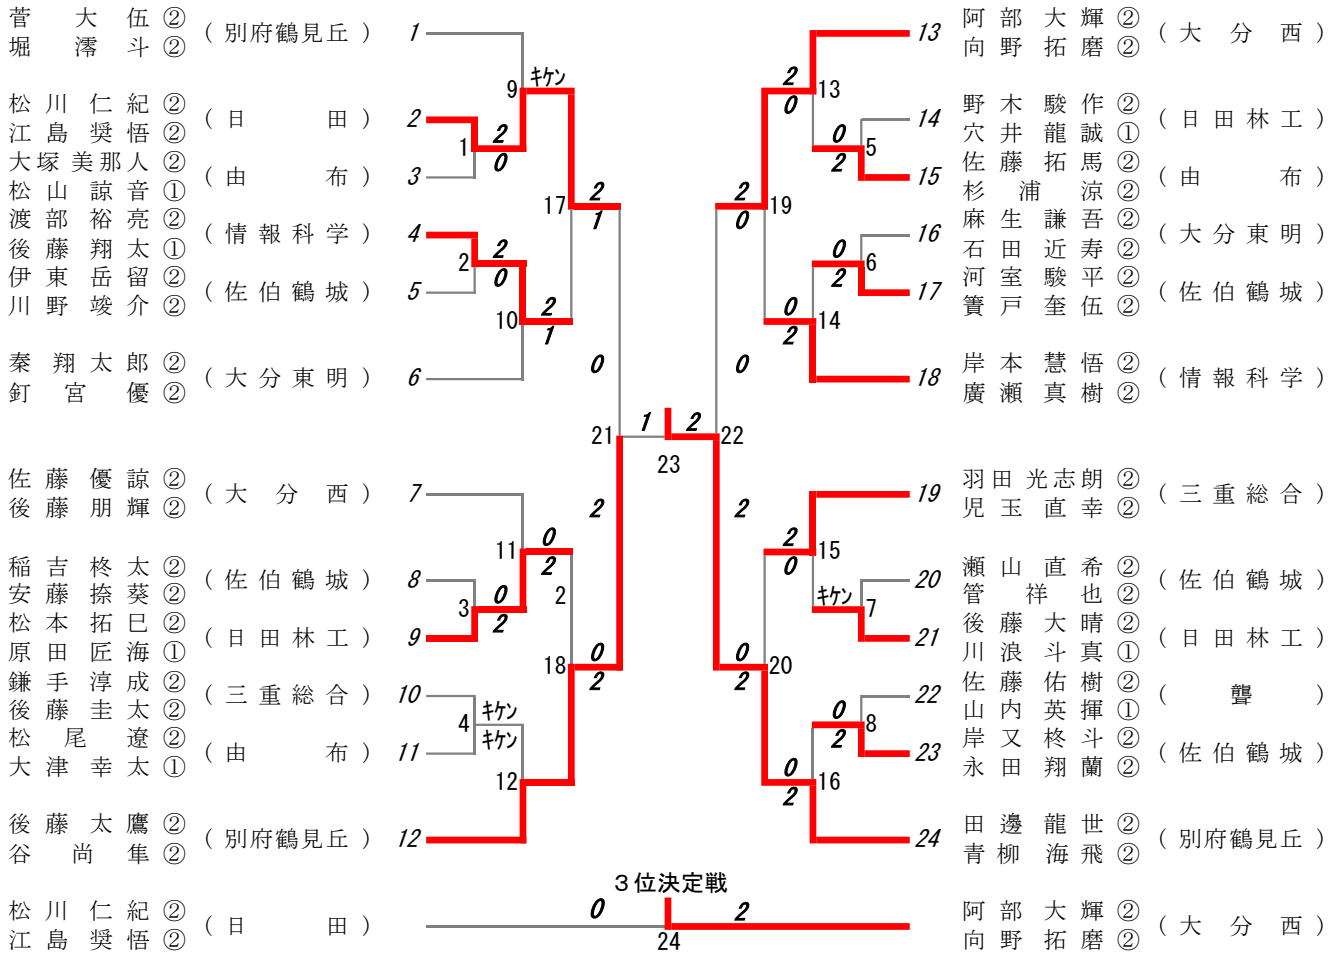 菅大伍②
堀澪斗②
(別府鶴見丘) 1
松川仁紀②
江島奨悟②
(日田) 2
大塚美那人②
松山諒音①
(由布) 3
渡部裕亮②
後藤翔太①
(情報科学) 4
伊東岳留②
川野竣介②
(佐伯鶴城) 5
秦翔太郎②
釘宮優②
(大分東明) 6
佐藤優諒②
後藤朋輝②
(大分西) 7
稲吉柊太②
安藤捺葵②
(佐伯鶴城) 8
松本拓巳②
原田匠海①
(日田林工) 9
鎌手淳成②
後藤圭太②
(三重総合) 10
松尾遼②
大津幸太①
(由布) 11
後藤太鷹②
谷尚隼②
(別府鶴見丘) 12
9 キケン
1 2 0
17 2 1
2 2 0
10 2 1
0
21 1
2
11 0 2
3 0 2
2
18 0 2
4 キケン キケン
12
23
2 22
13 阿部大輝②
向野拓磨②
(大分西)
14 野木駿作②
穴井龍誠①
(日田林工)
15 佐藤拓馬②
杉浦涼②
(由布)
16 麻生謙吾②
石田近寿②
(大分東明)
17 河室駿平②
簀戸奎伍②
(佐伯鶴城)
18 岸本慧悟②
廣瀬真樹②
(情報科学)
19 羽田光志朗②
児玉直幸②
(三重総合)
20 瀬山直希②
管祥也②
(佐伯鶴城)
21 後藤大晴②
川浪斗真①
(日田林工)
22 佐藤佑樹②
山内英揮①
(聾)
23 岸又柊斗②
永田翔蘭②
(佐伯鶴城)
24 田邊龍世②
青柳海飛②
(別府鶴見丘)
2 0 13
0 2 5
2 0 19
0 2 6
0 2 14
0
2
2 0 15
キケン 7
0 2 20
0 2 8
0 2 16
3位決定戦
松川仁紀②
江島奨悟②
(日田)
0 2
24
阿部大輝②
向野拓磨②
(大分西)